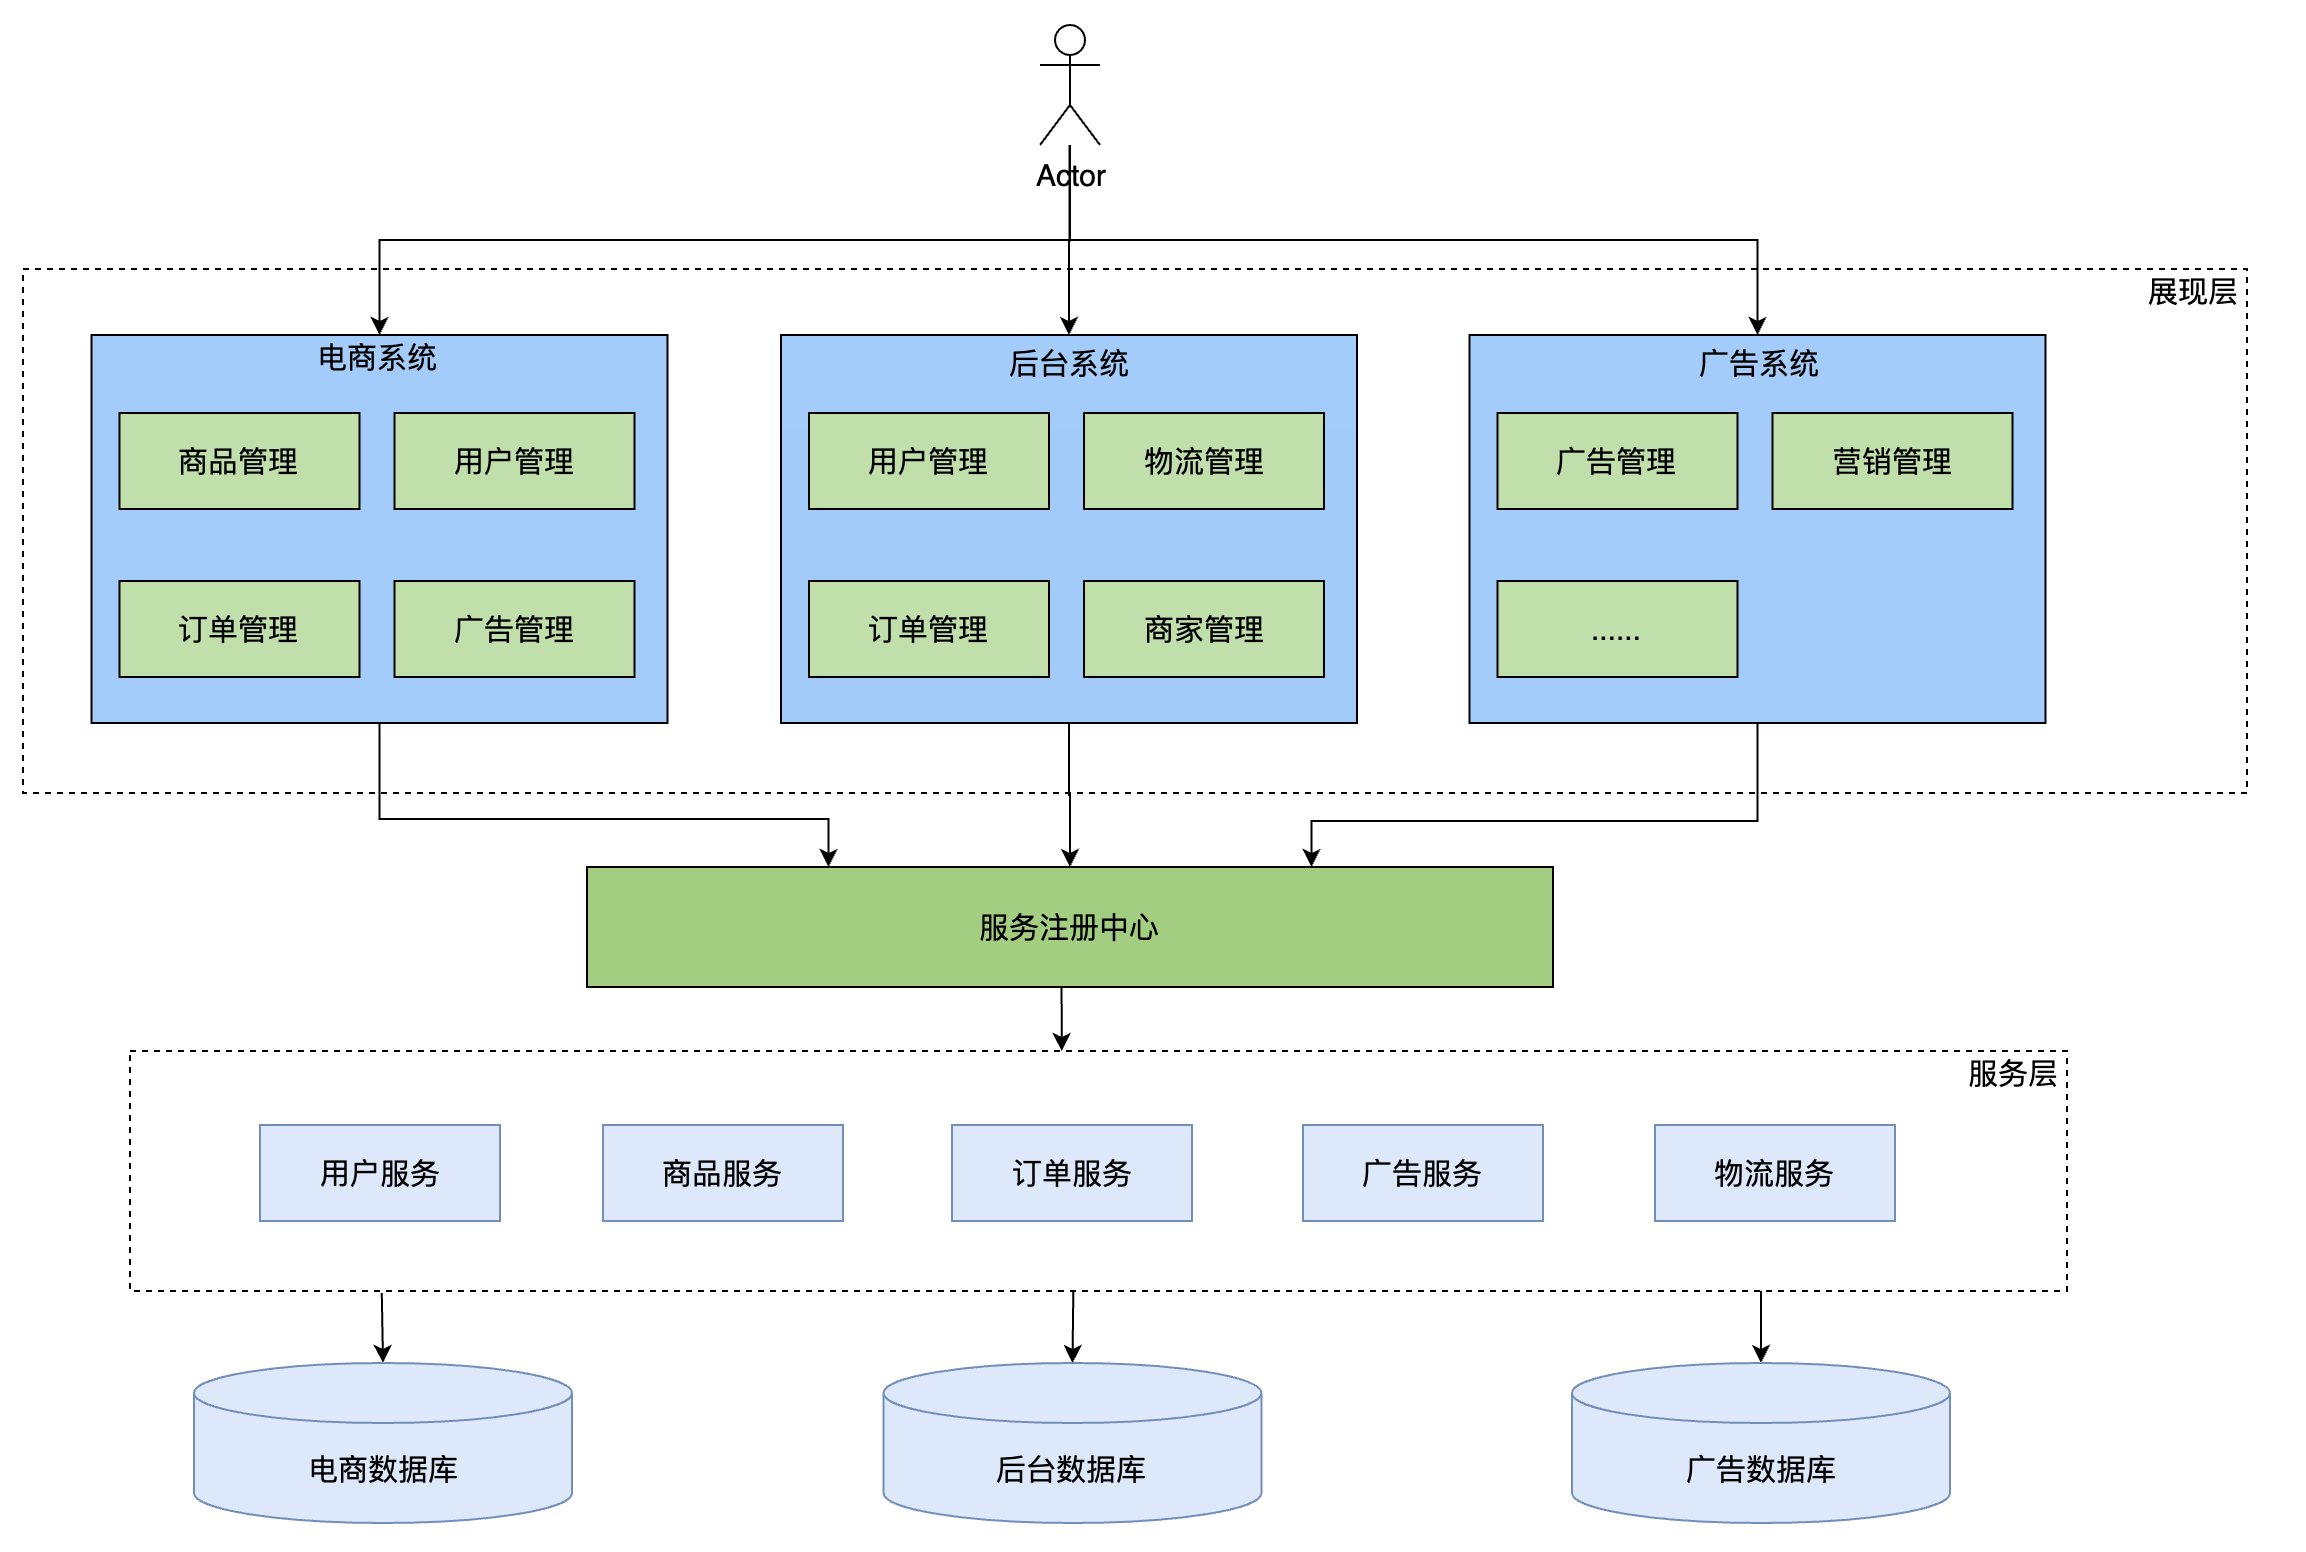 Actor
展现层
电商系统
后台系统
广告系统
商品管理
用户管理
用户管理
物流管理
广告管理
营销管理
订单管理
广告管理
订单管理
商家管理
......
服务注册中心
服务层
用户服务
商品服务
订单服务
广告服务
物流服务
电商数据库
后台数据库
广告数据库